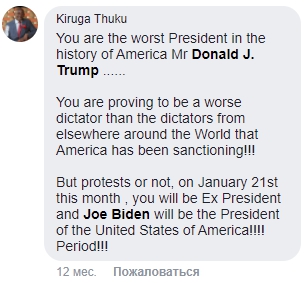 Kiruga Thuku
You are the worst President in the
history of America Mr Donald J.
Trump ......
You are proving to be a worse
dictator than the dictators from
elsewhere around the World that
America has been sanctioning!!!
But protests or not, on January 21st
this month , you will be Ex President
and Joe Biden will be the President
of the United States of America!!!!
Period!!!
12 мес. Пожаловаться